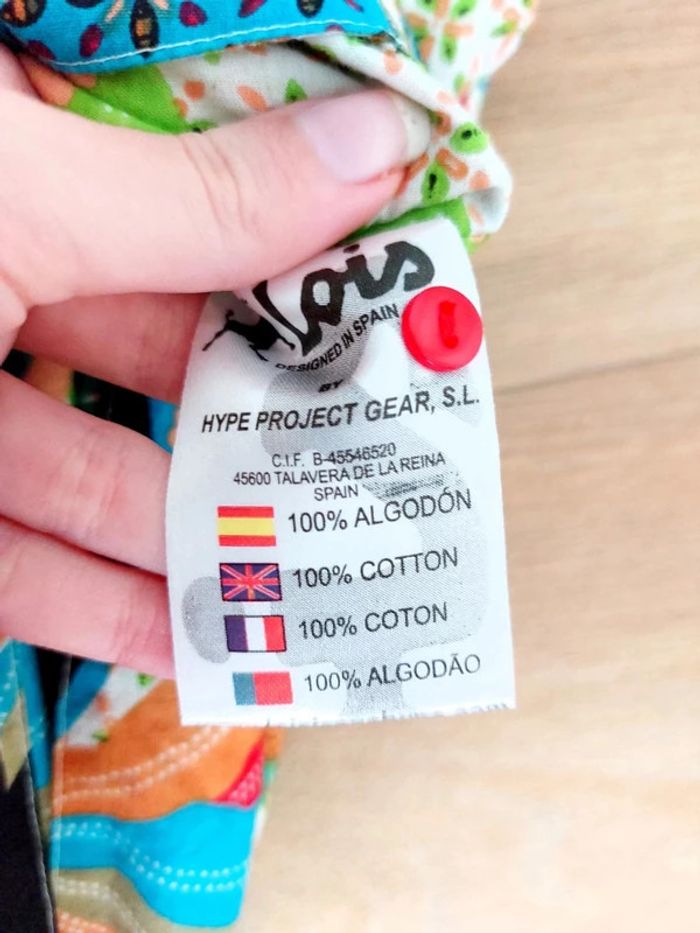 Lois
DESIGNED IN SPAIN
BY
HYPE PROJECT GEAR, S.L.
C.I.F. B-45546520
45600 TALAVERA DE LA REINA
SPAIN
100% ALGODÓN
100% COTTON
100% COTON
100% ALGODÃO